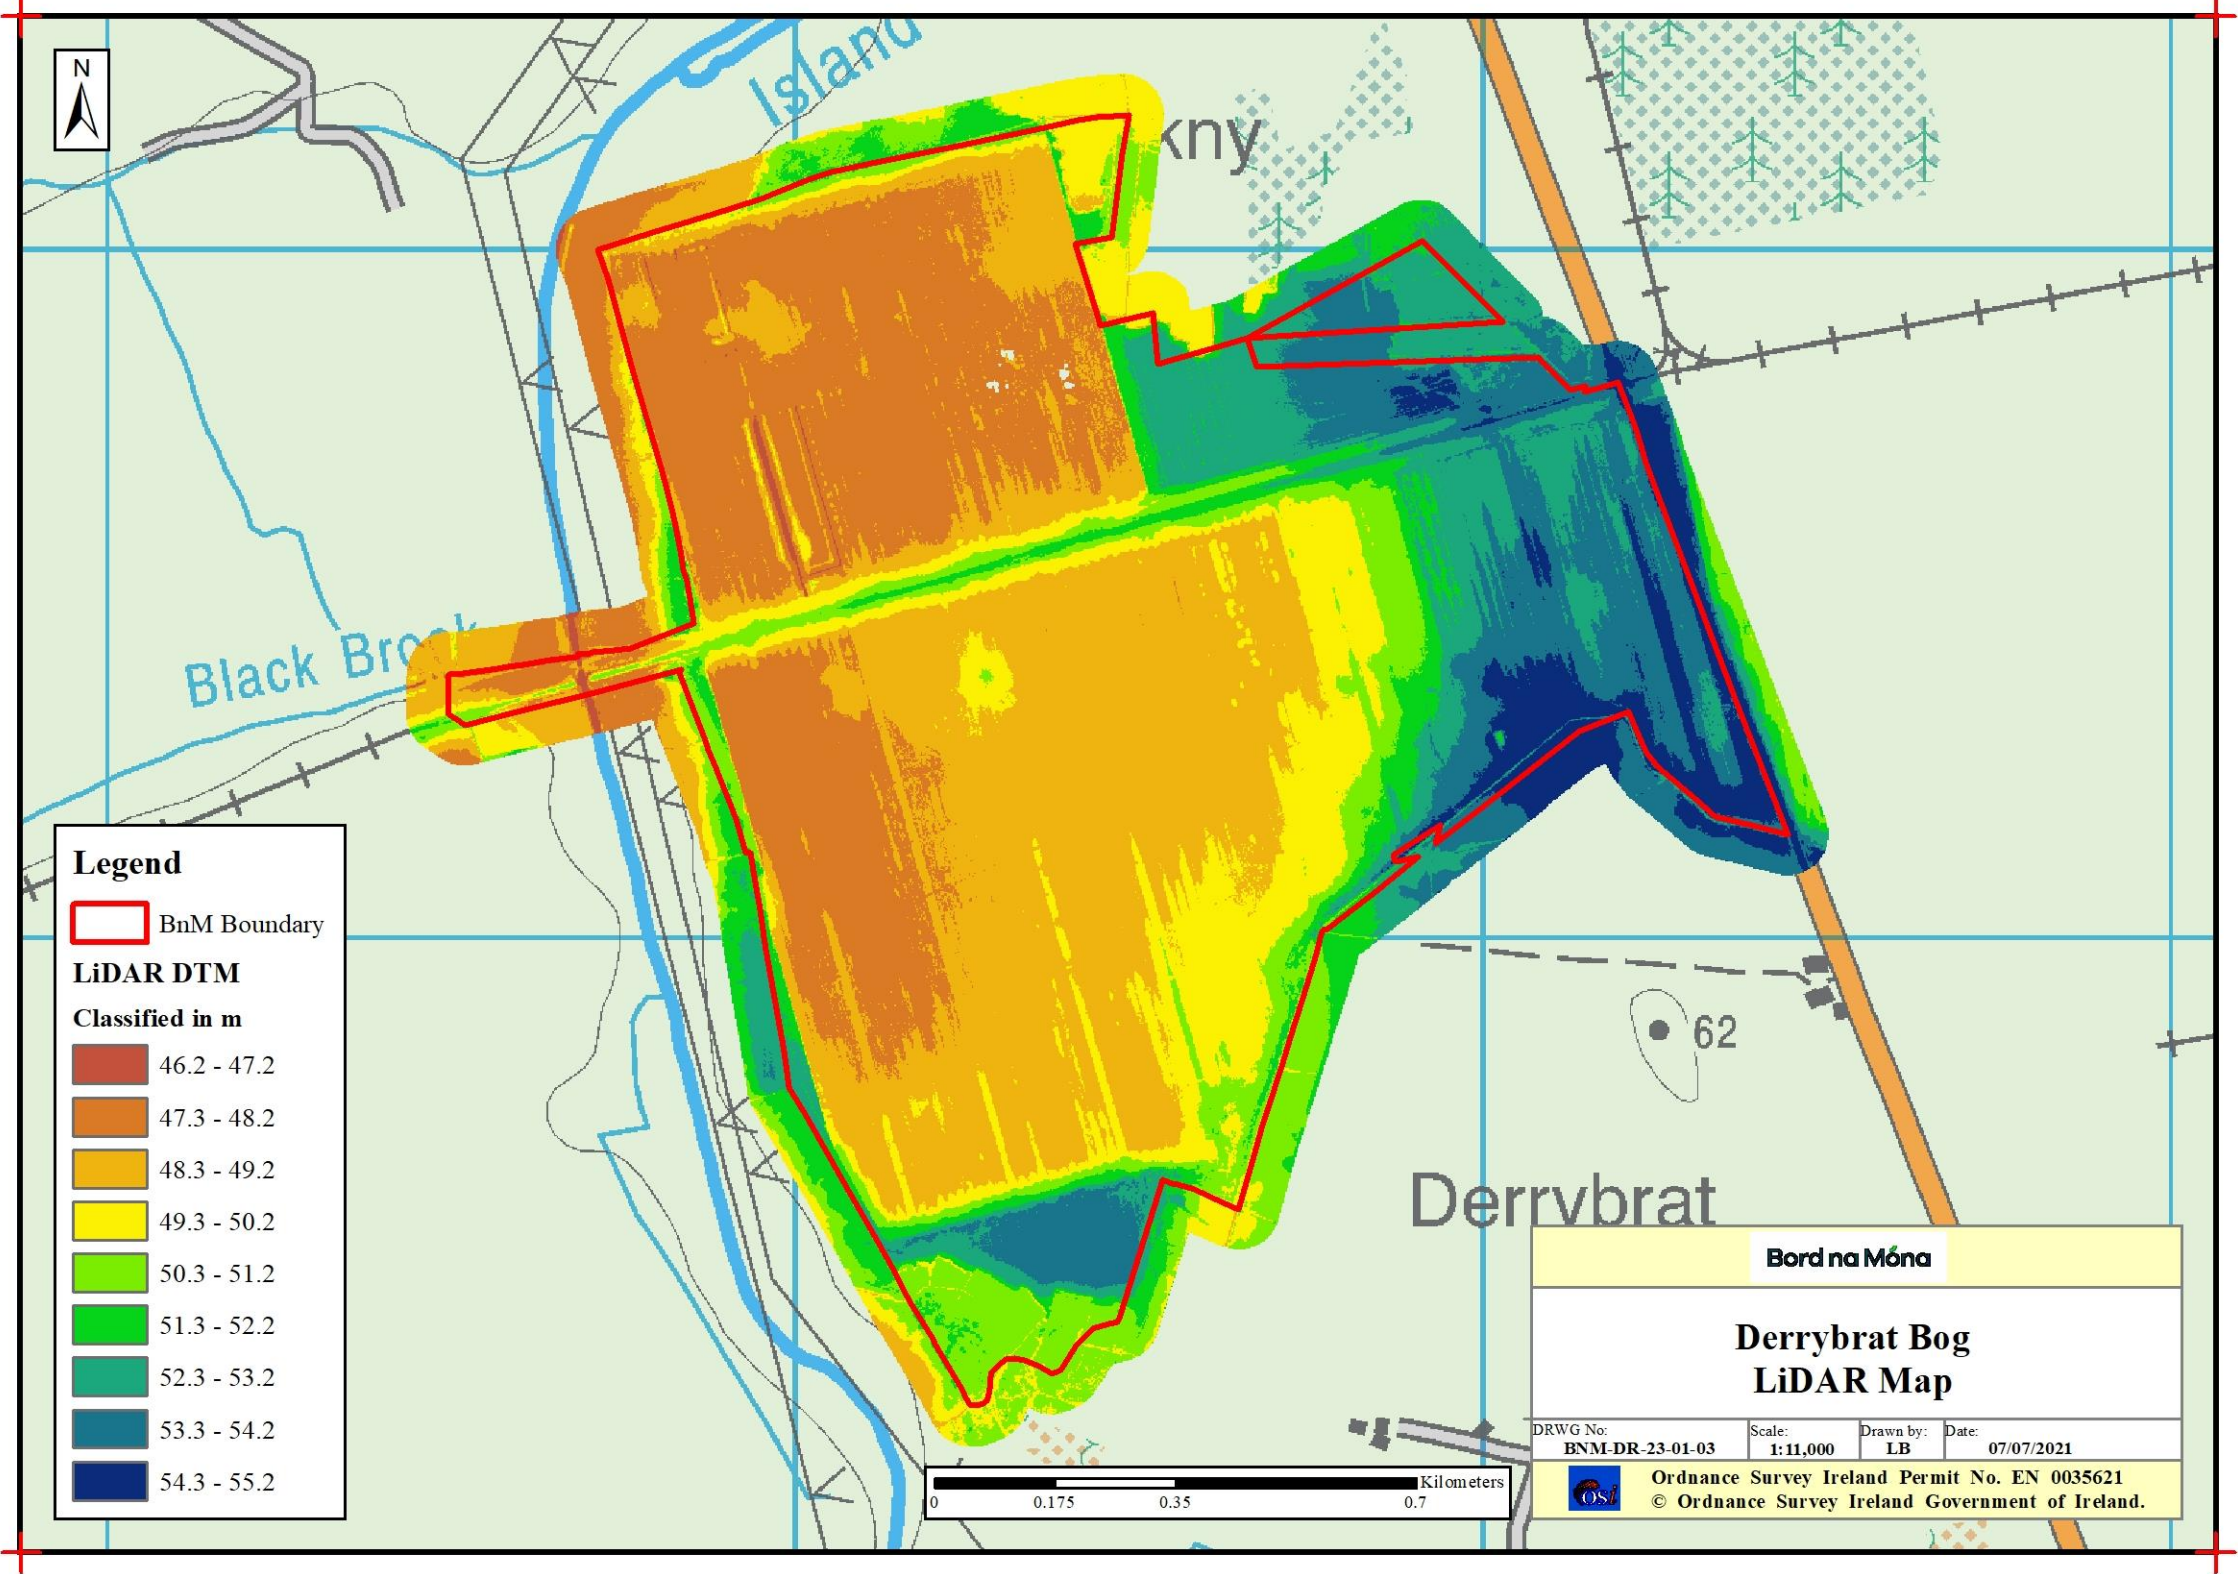 N
Island
kny
Black Brook
62
Derrybrat
Legend
BnM Boundary
LiDAR DTM
Classified in m
46.2 - 47.2
47.3 - 48.2
48.3 - 49.2
49.3 - 50.2
50.3 - 51.2
51.3 - 52.2
52.3 - 53.2
53.3 - 54.2
54.3 - 55.2
Kilometers
0 0.175 0.35 0.7
Bord na Móna
Derrybrat Bog
LiDAR Map
DRWG No: Scale: Drawn by: Date:
BNM-DR-23-01-03 1:11,000 LB 07/07/2021
osi
Ordnance Survey Ireland Permit No. EN 0035621
© Ordnance Survey Ireland Government of Ireland.